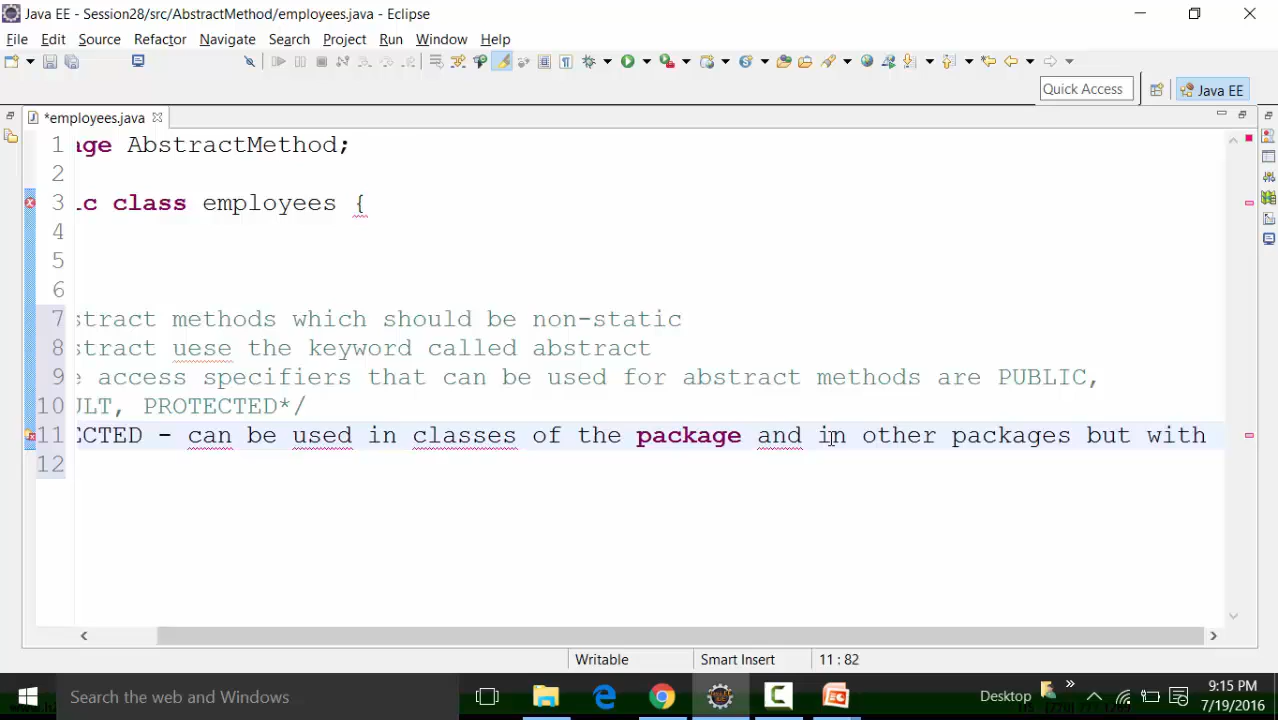 Java EE - Session28/src/AbstractMethod/employees.java - Eclipse
File Edit Source Refactor Navigate Search Project Run Window Help
Quick Access
Java EE
*employees.java
1 age AbstractMethod;
2
3 ic class employees {
4
5
6
7 stract methods which should be non-static
8 stract uese the keyword called abstract
9 e access specifiers that can be used for abstract methods are PUBLIC,
10 ULT, PROTECTED*/
11 ECTED - can be used in classes of the package and in other packages but with
12
Writable Smart Insert 11 : 82
Search the web and Windows
Desktop
9:15 PM
7/19/2016